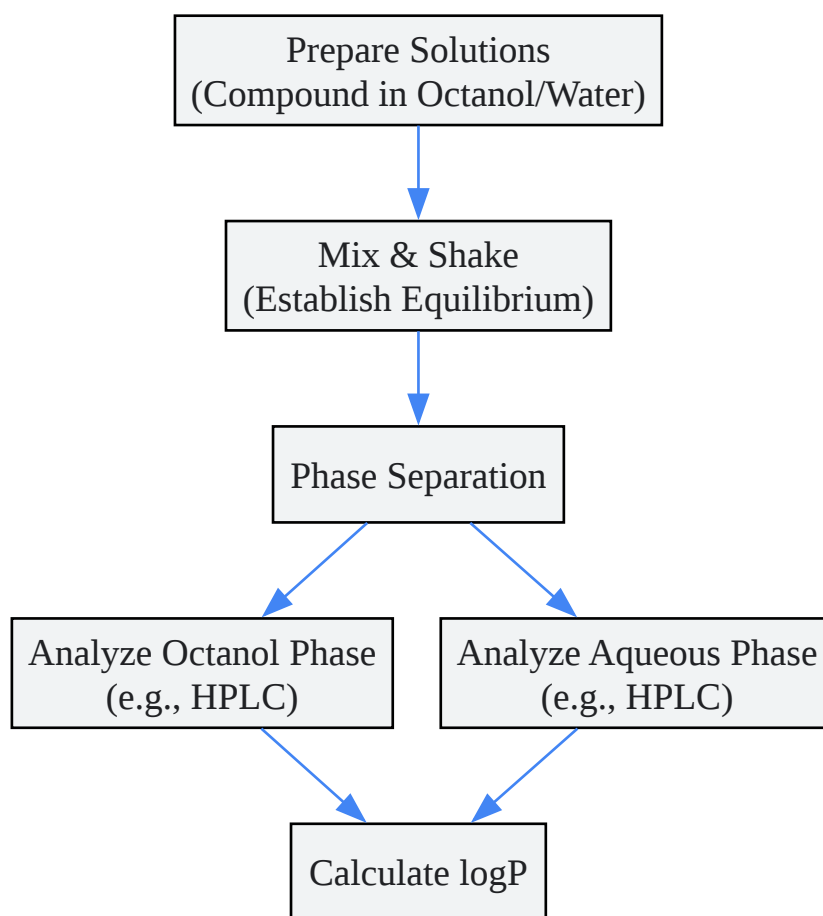 Prepare Solutions
(Compound in Octanol/Water)
Mix & Shake
(Establish Equilibrium)
Phase Separation
Analyze Octanol Phase
(e.g., HPLC)
Analyze Aqueous Phase
(e.g., HPLC)
Calculate logP